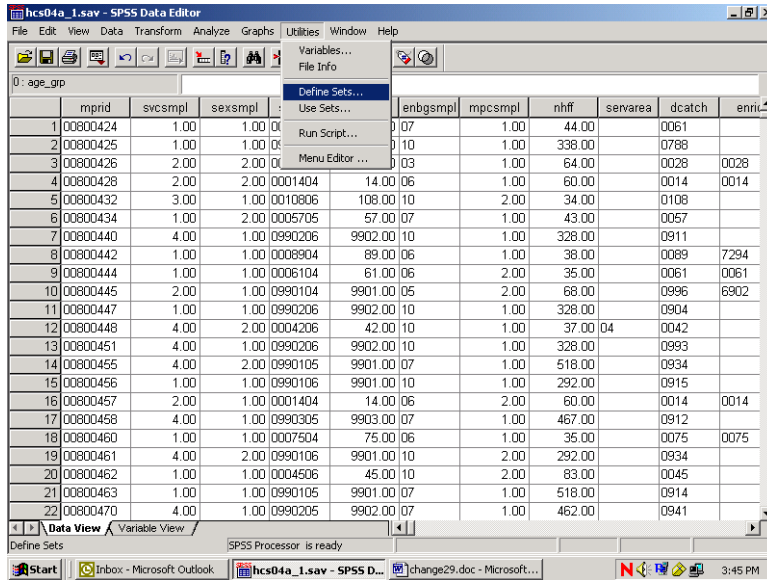 hcs04a_1.sav - SPSS Data Editor
File Edit View Data Transform Analyze Graphs Utilities Window Help
Variables...
File Info
Define Sets...
Use Sets...
Run Script...
Menu Editor ...
0 : age_grp
mprid svcsmpl sexsmpl enbgsmpl mpcsmpl nhff servarea dcatch
1 00800424 1.00 1.00 07 1.00 44.00 0061
2 00800425 1.00 1.00 10 1.00 338.00 0788
3 00800426 2.00 2.00 03 1.00 64.00 0028 0028
4 00800428 2.00 2.00 0001404 14.00 06 1.00 60.00 0014 0014
5 00800432 3.00 1.00 0010806 108.00 10 2.00 34.00 0108
6 00800434 1.00 2.00 0005705 57.00 07 1.00 43.00 0057
7 00800440 4.00 1.00 0990206 9902.00 10 1.00 328.00 0911
8 00800442 1.00 1.00 0008904 89.00 06 1.00 38.00 0089 7294
9 00800444 1.00 1.00 0006104 61.00 06 2.00 35.00 0061 0061
10 00800445 2.00 1.00 0990104 9901.00 05 2.00 68.00 0996 6902
11 00800447 1.00 1.00 0990206 9902.00 10 1.00 328.00 0904
12 00800448 4.00 2.00 0004206 42.00 10 1.00 37.00 04 0042
13 00800451 4.00 1.00 0990206 9902.00 10 1.00 328.00 0993
14 00800455 4.00 2.00 0990105 9901.00 07 1.00 518.00 0934
15 00800456 1.00 1.00 0990106 9901.00 10 1.00 292.00 0915
16 00800457 2.00 1.00 0001404 14.00 06 2.00 60.00 0014 0014
17 00800458 4.00 1.00 0990305 9903.00 07 1.00 467.00 0912
18 00800460 1.00 1.00 0007504 75.00 06 1.00 35.00 0075 0075
19 00800461 4.00 2.00 0990106 9901.00 10 2.00 292.00 0934
20 00800462 1.00 1.00 0004506 45.00 10 2.00 83.00 0045
21 00800463 1.00 1.00 0990105 9901.00 07 1.00 518.00 0914
22 00800470 4.00 1.00 0990205 9902.00 07 1.00 462.00 0941
Data View Variable View
Define Sets SPSS Processor is ready
Start Inbox - Microsoft Outlook hcs04a_1.sav - SPSS D... change29.doc - Microsoft... 3:45 PM